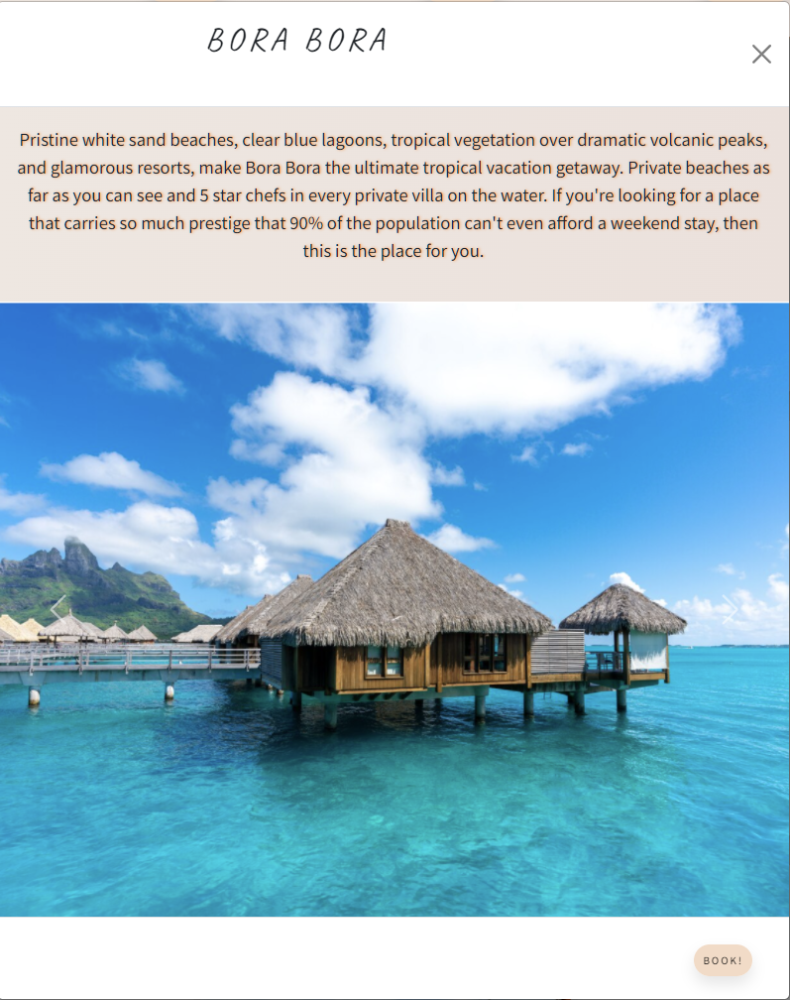 BORA BORA
Pristine white sand beaches, clear blue lagoons, tropical vegetation over dramatic volcanic peaks,
and glamorous resorts, make Bora Bora the ultimate tropical vacation getaway. Private beaches as
far as you can see and 5 star chefs in every private villa on the water. If you're looking for a place
that carries so much prestige that 90% of the population can't even afford a weekend stay, then
this is the place for you.
BOOK!